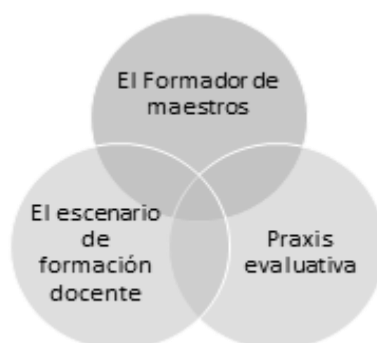 El Formador de
maestros
El escenario
de
formación
docente
Praxis
evaluativa